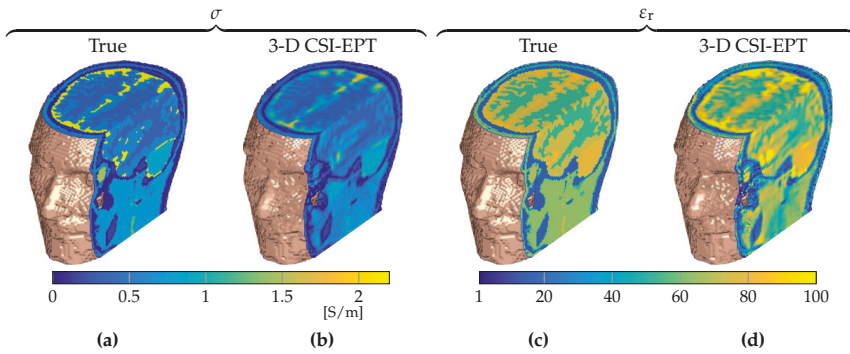 σ εr
True 3-D CSI-EPT True 3-D CSI-EPT
0 0.5 1 1.5 2 1 20 40 60 80 100
[S/m]
(a) (b) (c) (d)